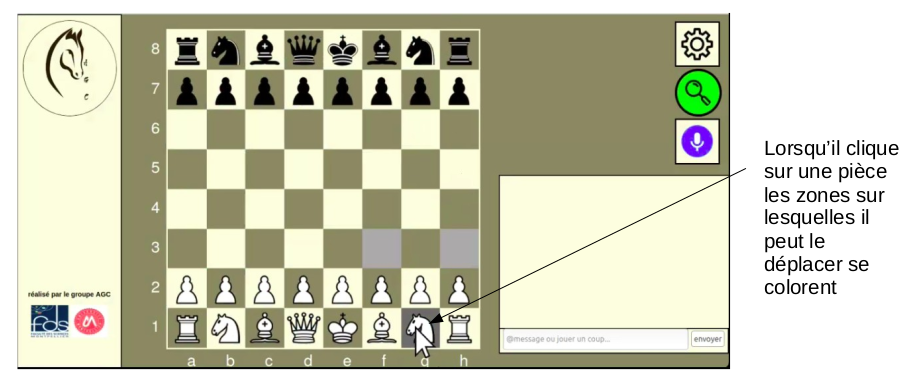 8
7
6
5
4
3
2
1
a b c d e f g h
réalisé par le groupe AGC
fds
@message ou jouer un coup...
envoyer
Lorsqu'il clique
sur une pièce
les zones sur
lesquelles il
peut le
déplacer se
colorent